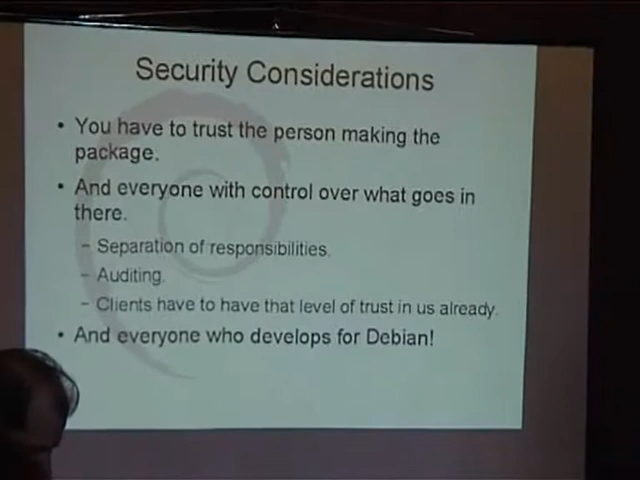 Security Considerations
• You have to trust the person making the
package.
• And everyone with control over what goes in
there.
– Separation of responsibilities.
– Auditing.
– Clients have to have that level of trust in us already.
• And everyone who develops for Debian!